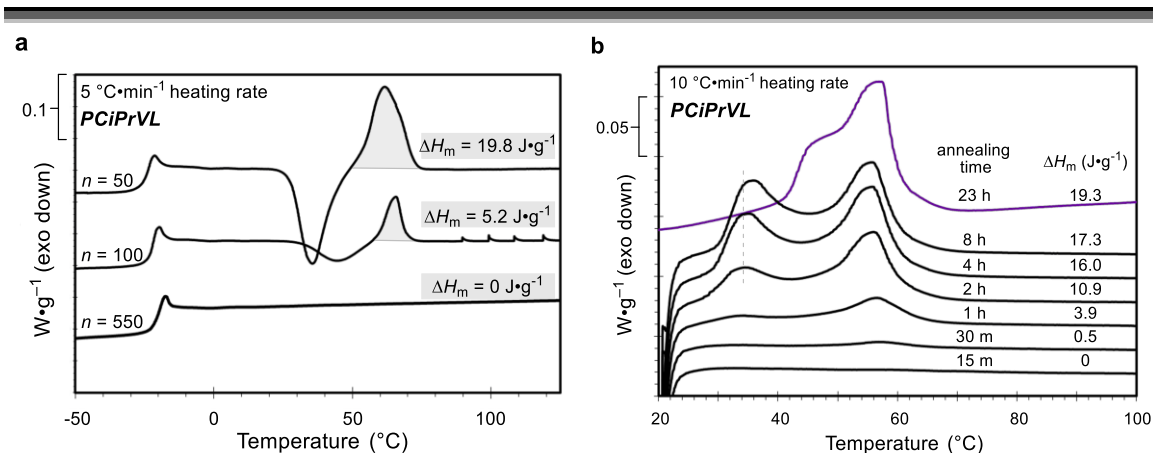 a
5 °C•min⁻¹ heating rate
PCiPrVL
0.1
ΔHm = 19.8 J•g⁻¹
n = 50
ΔHm = 5.2 J•g⁻¹
n = 100
ΔHm = 0 J•g⁻¹
n = 550
W•g⁻¹ (exo down)
-50 0 50 100
Temperature (°C)
b
10 °C•min⁻¹ heating rate
PCiPrVL
0.05
annealing
time
ΔHm (J•g⁻¹)
23 h 19.3
8 h 17.3
4 h 16.0
2 h 10.9
1 h 3.9
30 m 0.5
15 m 0
W•g⁻¹ (exo down)
20 40 60 80 100
Temperature (°C)